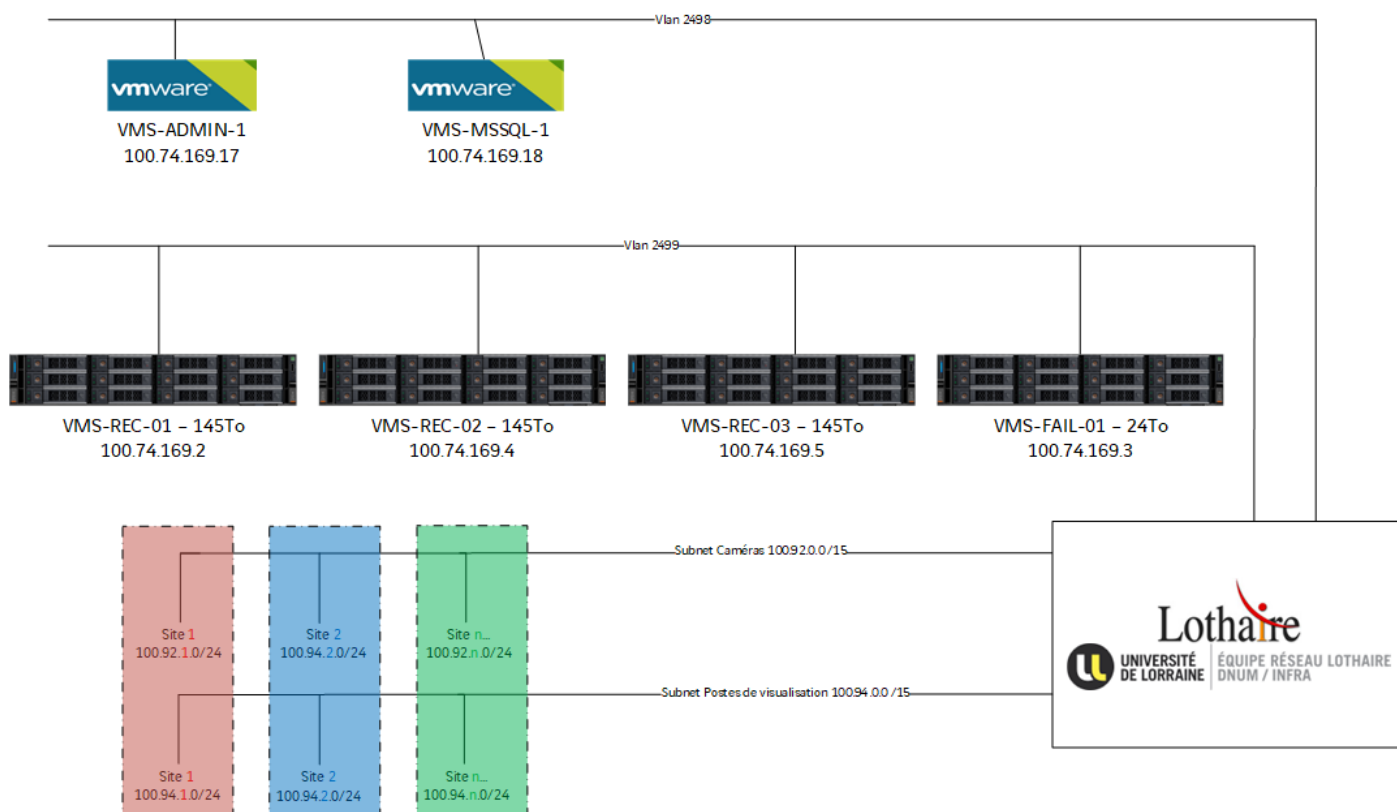 Vlan 2498
vmware®
vmware®
VMS-ADMIN-1
100.74.169.17
VMS-MSSQL-1
100.74.169.18
Vlan 2499
VMS-REC-01 – 145To
100.74.169.2
VMS-REC-02 – 145To
100.74.169.4
VMS-REC-03 – 145To
100.74.169.5
VMS-FAIL-01 – 24To
100.74.169.3
Subnet Caméras 100.92.0.0 /15
Site 1
100.92.1.0/24
Site 2
100.94.2.0/24
Site n...
100.92.n.0/24
Subnet Postes de visualisation 100.94.0.0 /15
Site 1
100.94.1.0/24
Site 2
100.94.2.0/24
Site n...
100.94.n.0/24
Lothaire
UNIVERSITÉ
DE LORRAINE
ÉQUIPE RÉSEAU LOTHAIRE
DNUM / INFRA